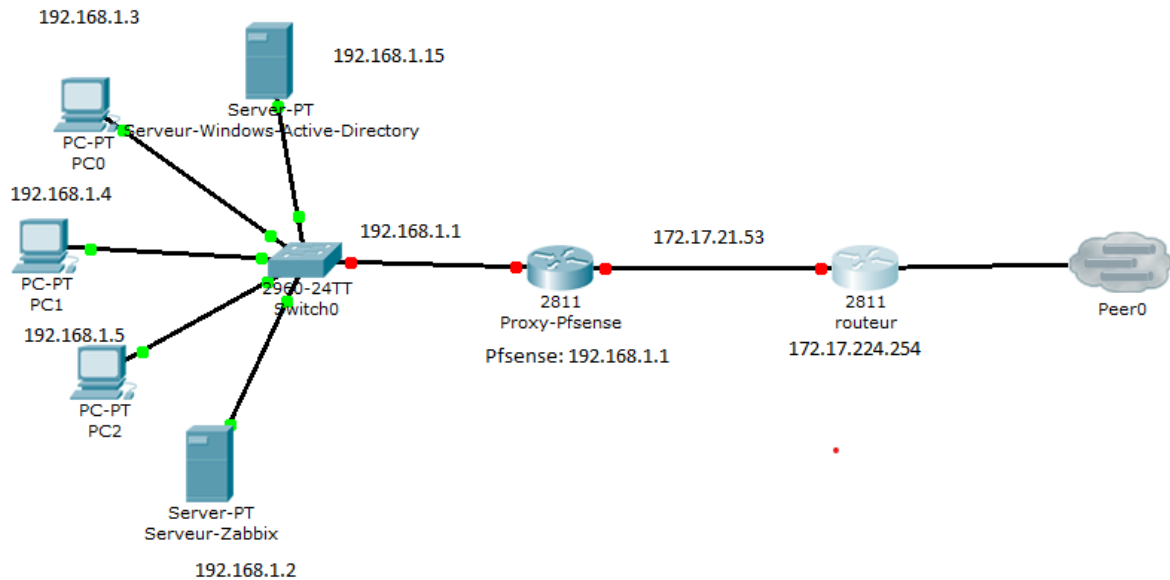 192.168.1.3
192.168.1.15
Server-PT
Serveur-Windows-Active-Directory
PC-PT
PC0
192.168.1.4
PC-PT
PC1
192.168.1.1
2960-24TT
Switch0
172.17.21.53
2811
Proxy-Pfsense
Pfsense: 192.168.1.1
2811
routeur
172.17.224.254
Peer0
192.168.1.5
PC-PT
PC2
Server-PT
Serveur-Zabbix
192.168.1.2